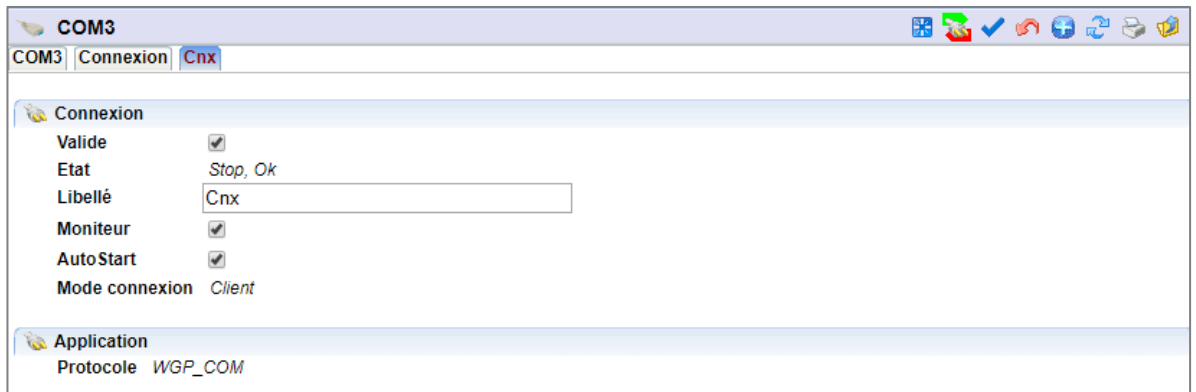 COM3
COM3 Connexion Cnx
Connexion
Valide
Etat Stop, Ok
Libellé Cnx
Moniteur
AutoStart
Mode connexion Client
Application
Protocole WGP_COM